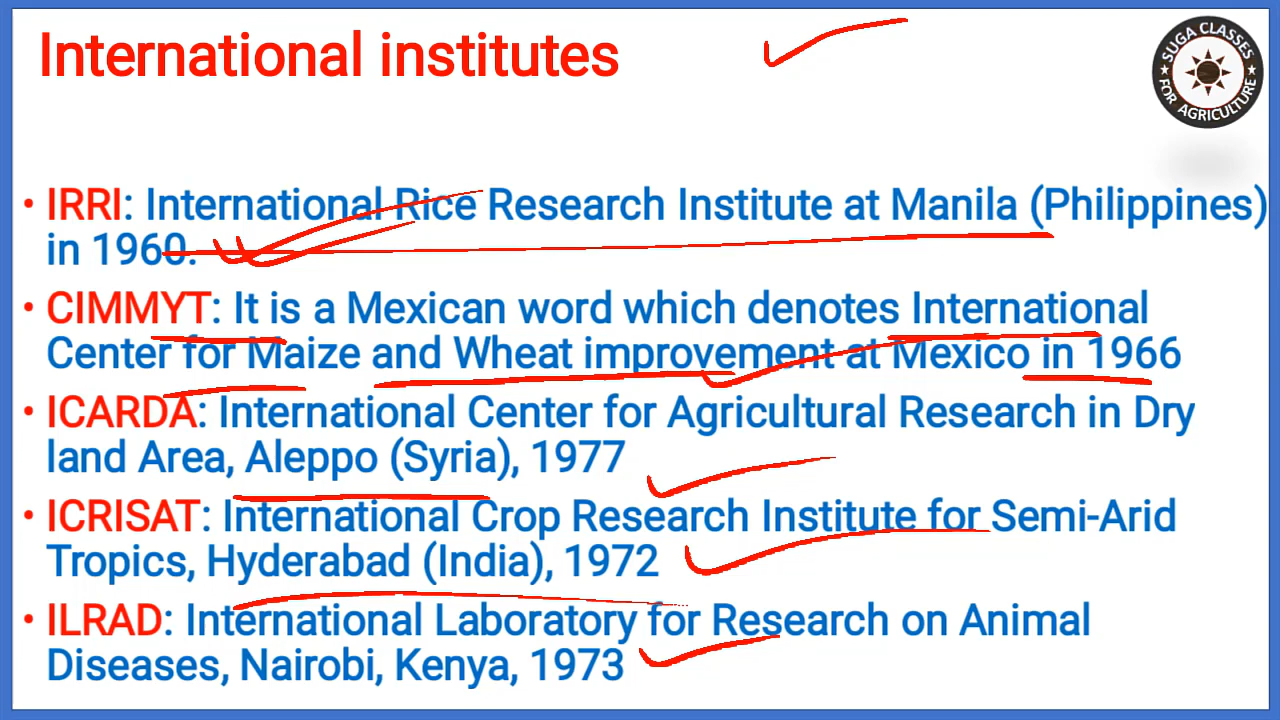 International institutes
SUGA CLASSES
FOR AGRICULTURE
• IRRI: International Rice Research Institute at Manila (Philippines)
in 1960.
• CIMMYT: It is a Mexican word which denotes International
Center for Maize and Wheat improvement at Mexico in 1966
• ICARDA: International Center for Agricultural Research in Dry
land Area, Aleppo (Syria), 1977
• ICRISAT: International Crop Research Institute for Semi-Arid
Tropics, Hyderabad (India), 1972
• ILRAD: International Laboratory for Research on Animal
Diseases, Nairobi, Kenya, 1973